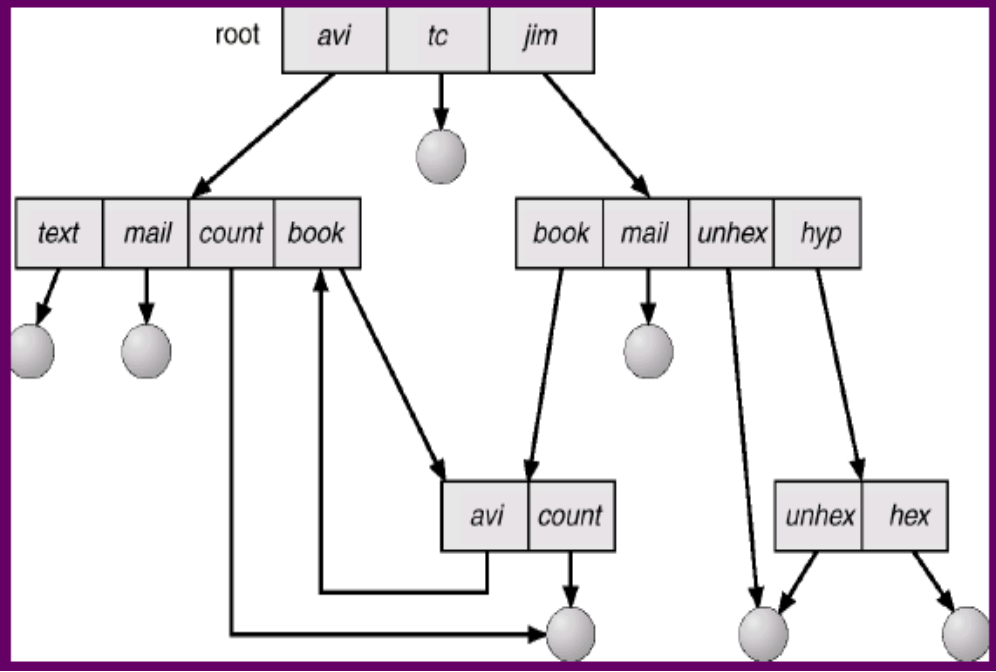 root avi tc jim
text mail count book book mail unhex hyp
avi count unhex hex